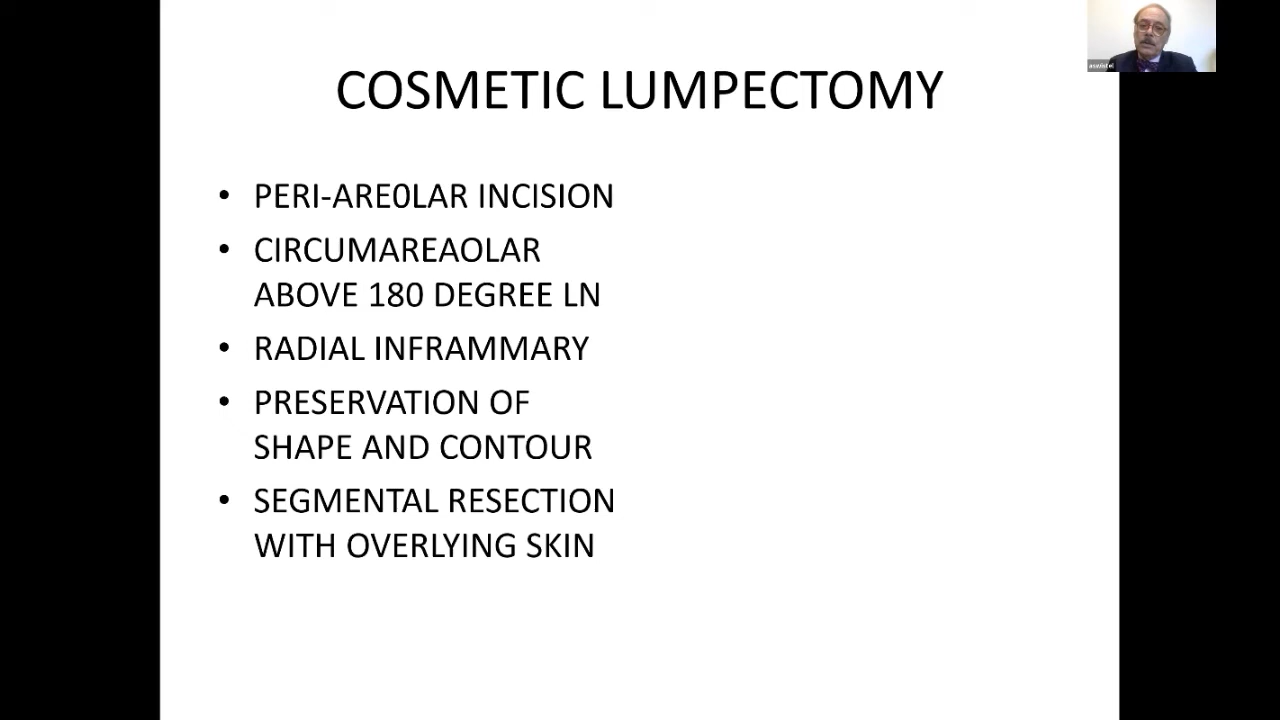 COSMETIC LUMPECTOMY
• PERI-ARE0LAR INCISION
• CIRCUMAREAOLAR
ABOVE 180 DEGREE LN
• RADIAL INFRAMMARY
• PRESERVATION OF
SHAPE AND CONTOUR
• SEGMENTAL RESECTION
WITH OVERLYING SKIN